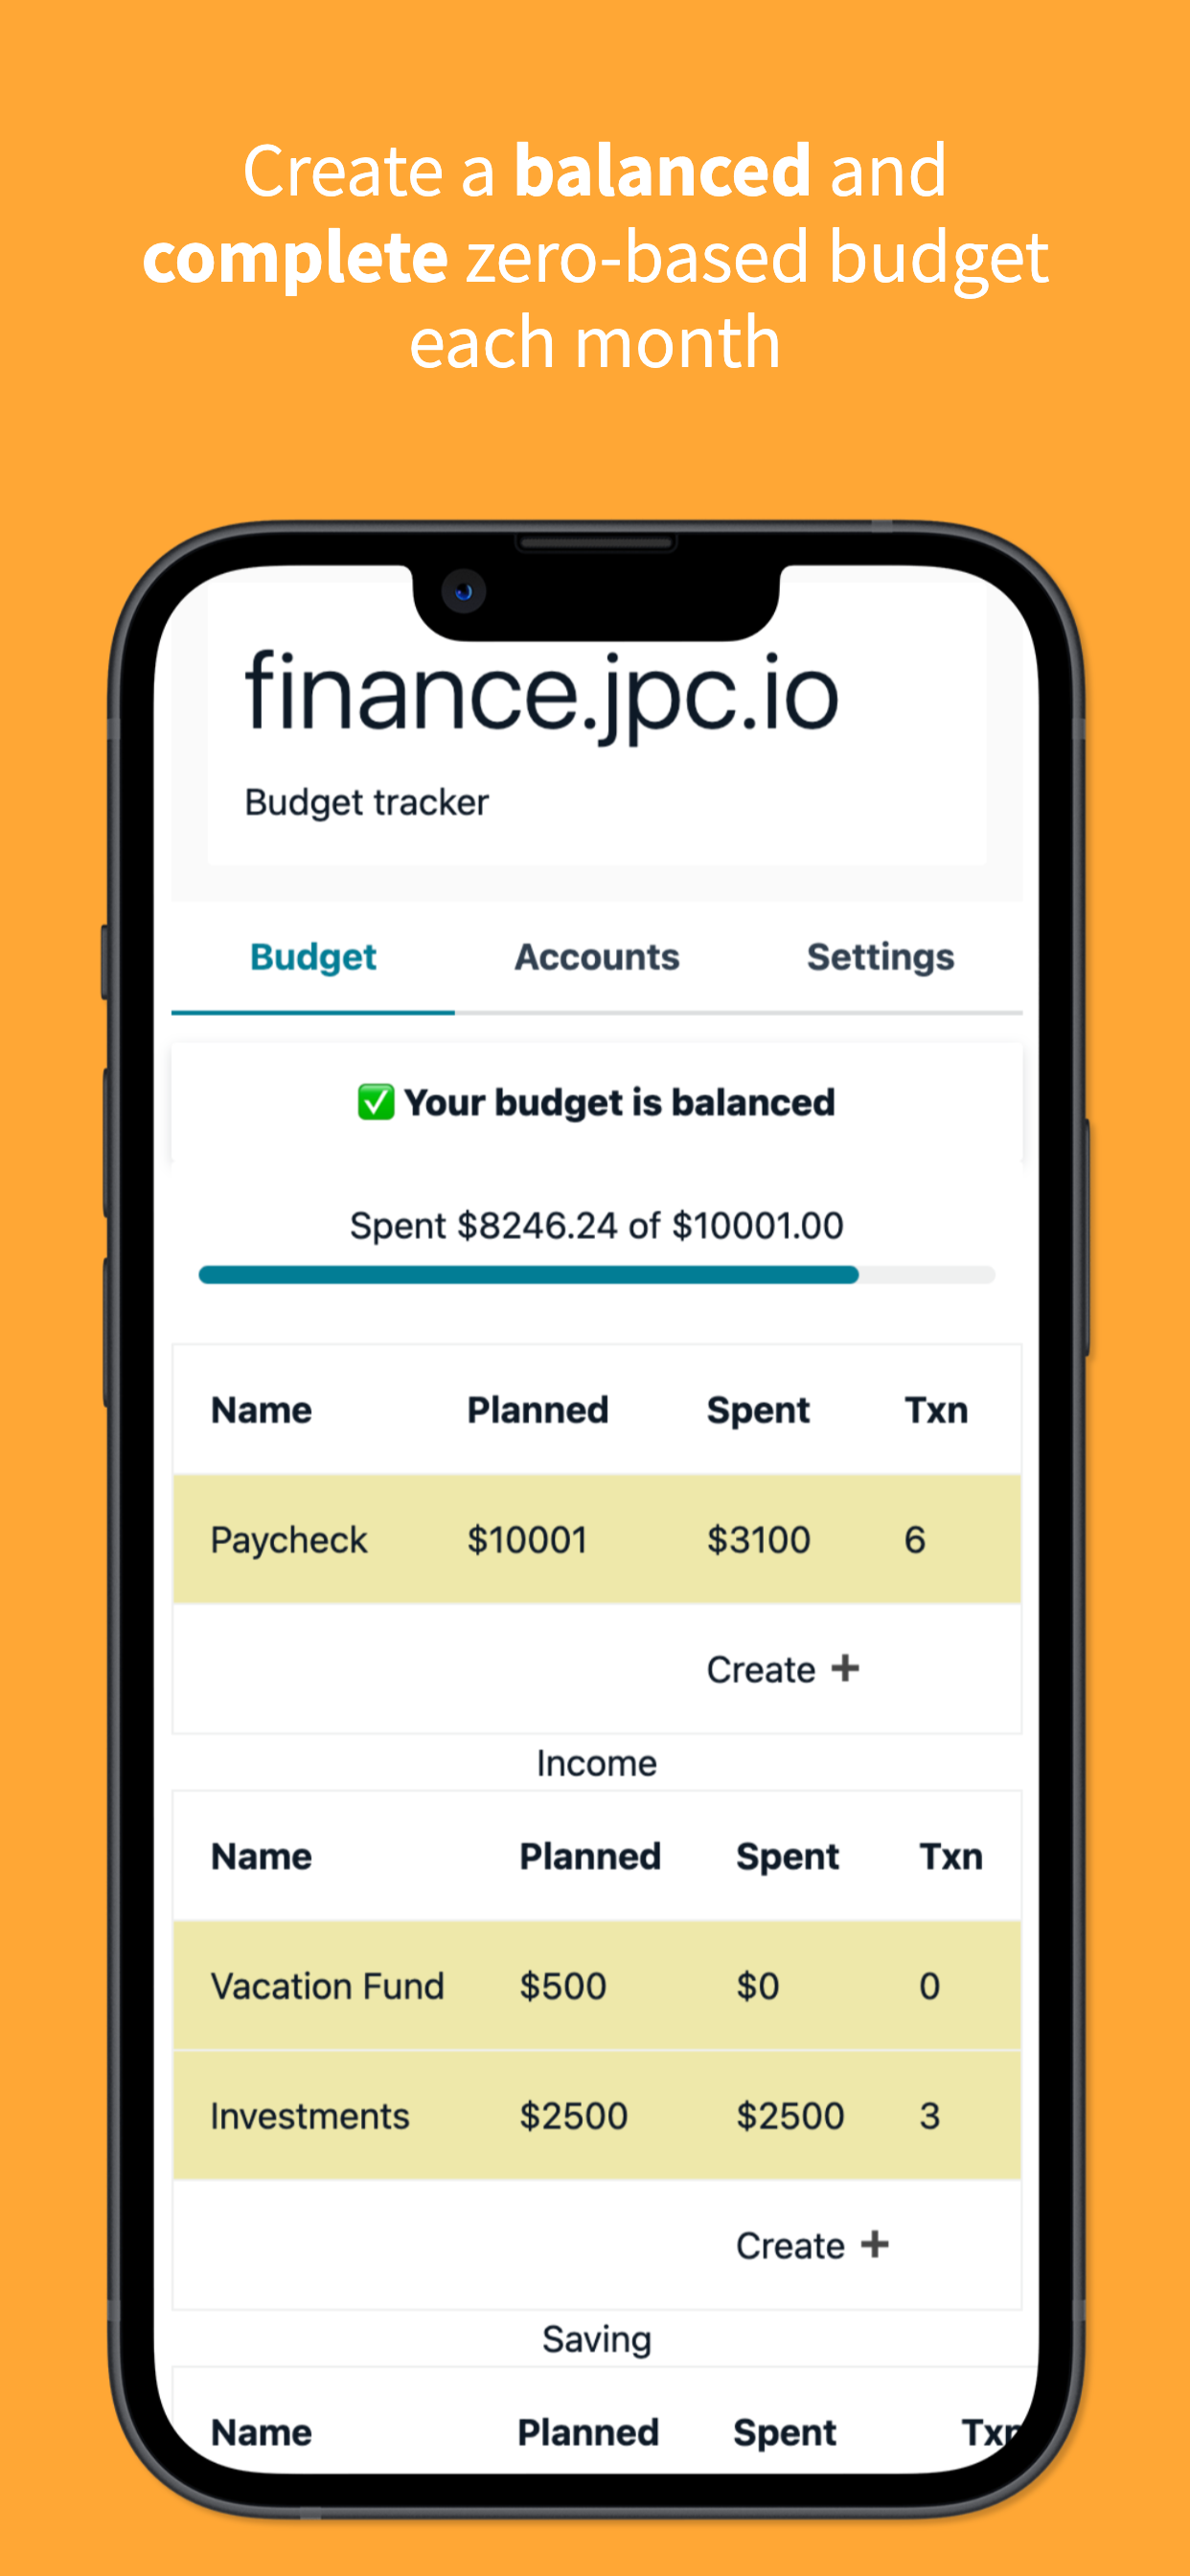 Create a balanced and
complete zero-based budget
each month
finance.jpc.io
Budget tracker
Budget Accounts Settings
✅ Your budget is balanced
Spent $8246.24 of $10001.00
Name Planned Spent Txn
Paycheck $10001 $3100 6
Create +
Income
Name Planned Spent Txn
Vacation Fund $500 $0 0
Investments $2500 $2500 3
Create +
Saving
Name Planned Spent